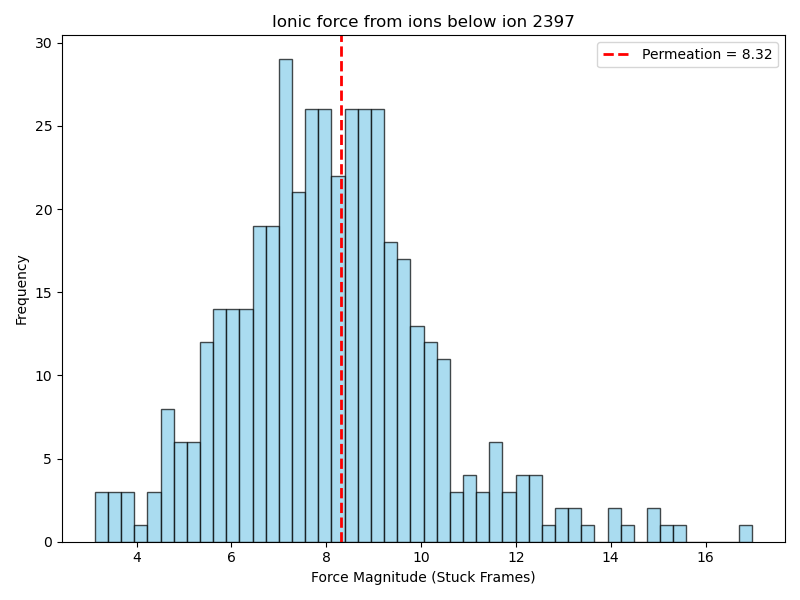 Ionic force from ions below ion 2397
Permeation = 8.32
Frequency
30
25
20
15
10
5
0
4 6 8 10 12 14 16
Force Magnitude (Stuck Frames)